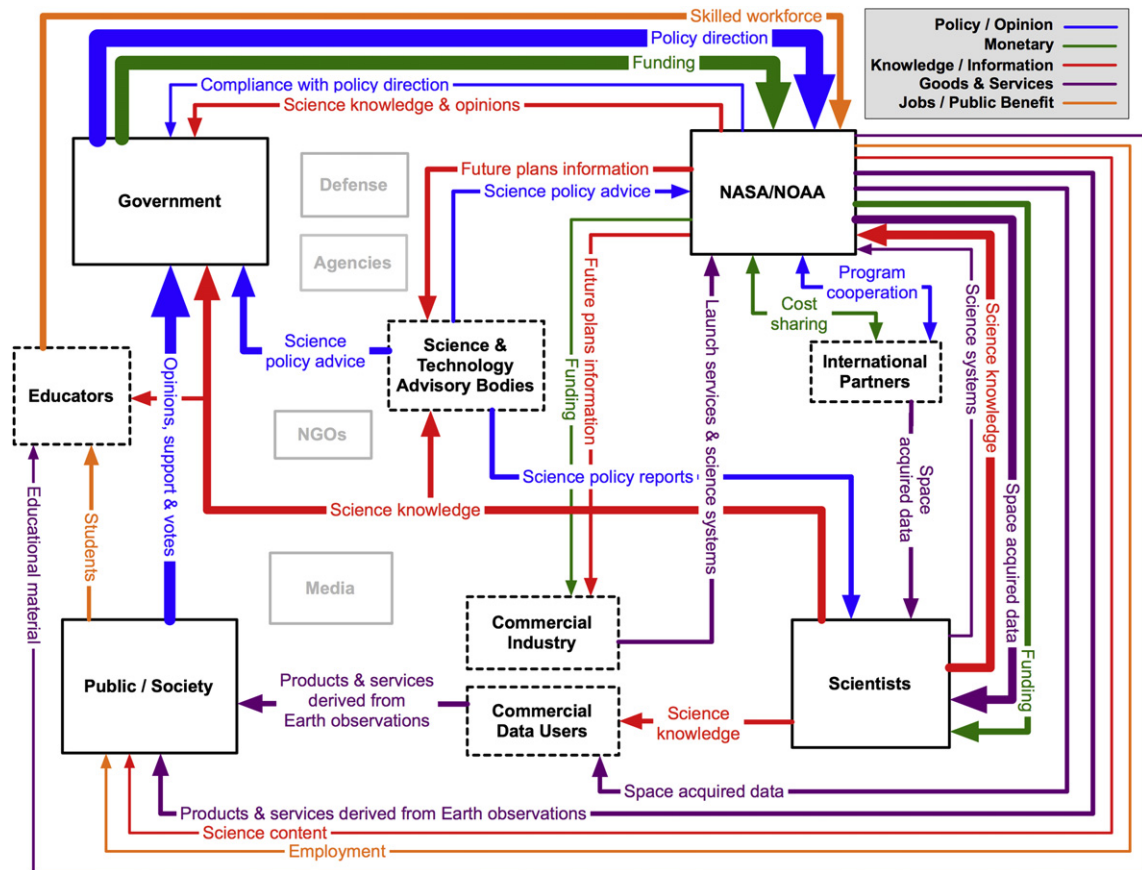 Skilled workforce
Policy direction
Funding
Compliance with policy direction
Science knowledge & opinions
Policy / Opinion
Monetary
Knowledge / Information
Goods & Services
Jobs / Public Benefit
Government
Defense
Agencies
Future plans information
Science policy advice
NASA/NOAA
Program
cooperation
Cost
sharing
Science systems
Science knowledge
Science
policy advice
Science &
Technology
Advisory Bodies
Funding
Future plans information
Launch services & science systems
International
Partners
Educators
Opinions, support & votes
NGOs
Science policy reports
Space
acquired data
Space acquired data
Science knowledge
Students
Educational material
Media
Commercial
Industry
Public / Society
Products & services
derived from
Earth observations
Commercial
Data Users
Science
knowledge
Scientists
Funding
Space acquired data
Products & services derived from Earth observations
Science content
Employment